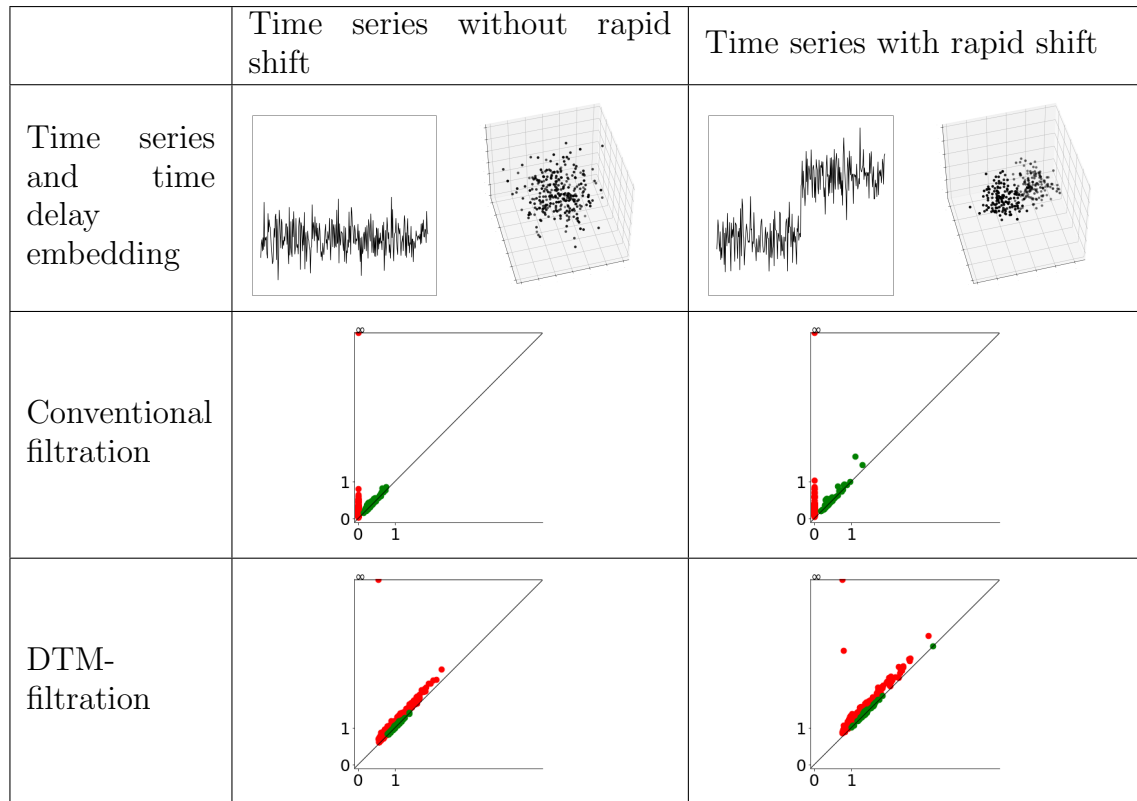 Time series without rapid
shift
Time series with rapid shift
Time series
and time
delay
embedding
Conventional
filtration
∞
1
0
0 1
∞
1
0
0 1
DTM-
filtration
∞
1
0
0 1
∞
1
0
0 1